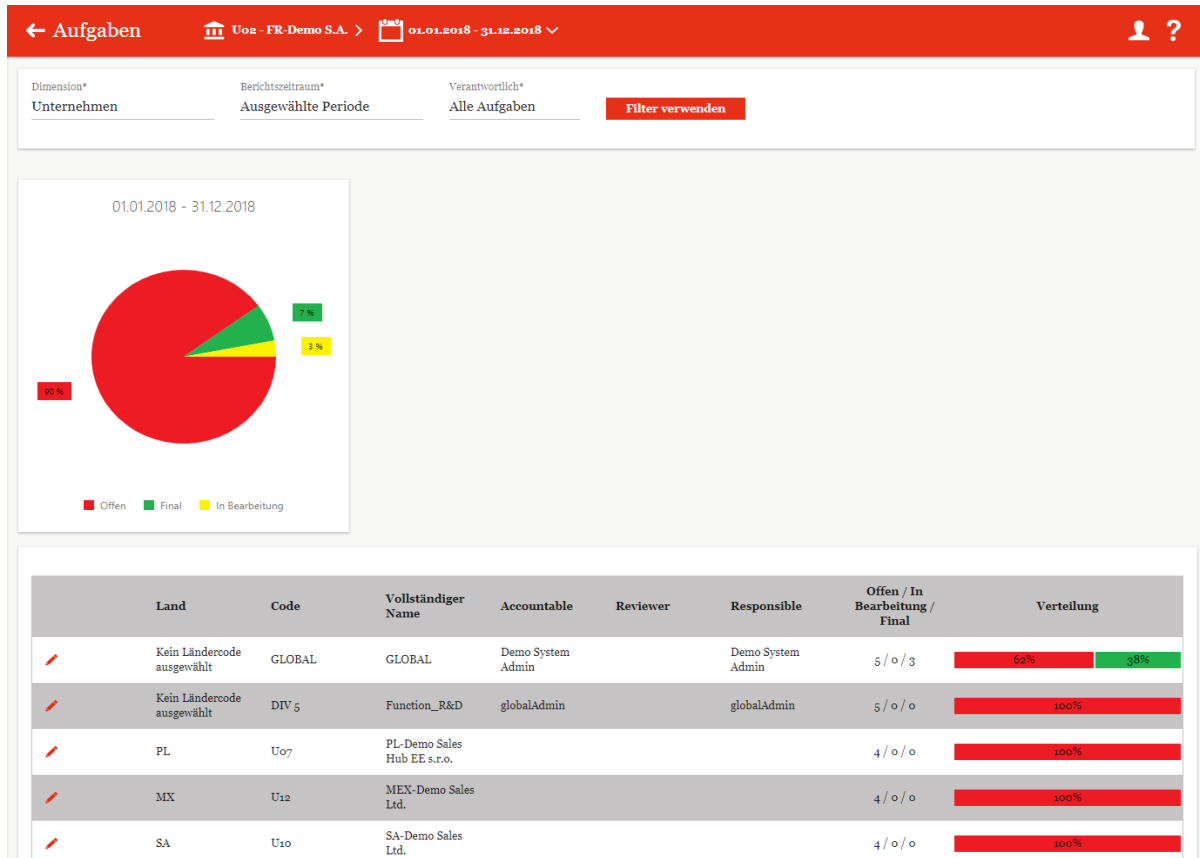 Aufgaben
U02 - FR-Demo S.A.
01.01.2018 - 31.12.2018
?
Dimension*
Berichtszeitraum*
Verantwortlich*
Unternehmen
Ausgewählte Periode
Alle Aufgaben
Filter verwenden
01.01.2018 - 31.12.2018
7 %
3 %
90 %
Offen
Final
In Bearbeitung
Land
Code
Vollständiger
Name
Accountable
Reviewer
Responsible
Offen / In
Bearbeitung /
Final
Verteilung
Kein Ländercode
ausgewählt
GLOBAL
GLOBAL
Demo System
Admin
Demo System
Admin
5 / 0 / 3
62%
38%
Kein Ländercode
ausgewählt
DIV 5
Function_R&D
globalAdmin
globalAdmin
5 / 0 / 0
100%
PL
U07
PL-Demo Sales
Hub EE s.r.o.
4 / 0 / 0
100%
MX
U12
MEX-Demo Sales
Ltd.
4 / 0 / 0
100%
SA
U10
SA-Demo Sales
Ltd.
4 / 0 / 0
100%